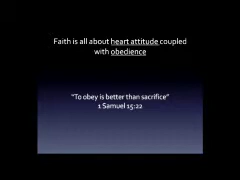 Faith is all about heart attitude coupled
with obedience
"To obey is better than sacrifice"
1 Samuel 15:22